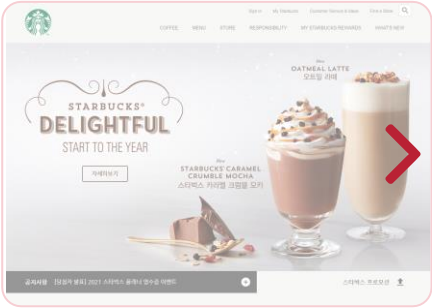 Sign In My Starbucks Customer Service & Ideas Find a Store
COFFEE MENU STORE RESPONSIBILITY MY STARBUCKS REWARDS WHAT'S NEW
New
OATMEAL LATTE
오트밀 라떼
STARBUCKS®
DELIGHTFUL
START TO THE YEAR
자세히보기
New
STARBUCKS CARAMEL
CRUMBLE MOCHA
스타벅스 카라멜 크럼블 모카
공지사항 [당첨자 발표] 2021 스타벅스 플래너 영수증 이벤트
스타벅스 프로모션